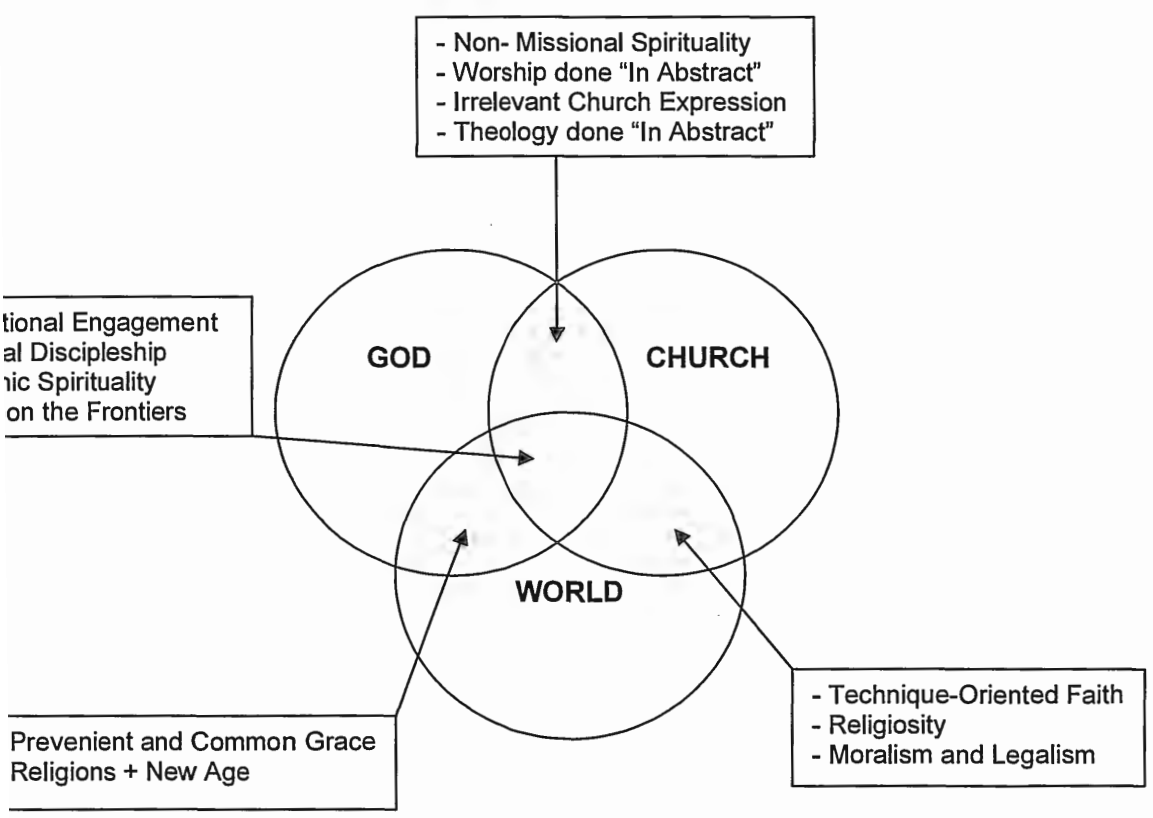 - Non- Missional Spirituality
- Worship done “In Abstract”
- Irrelevant Church Expression
- Theology done “In Abstract”
Engagement
Discipleship
Spirituality
on the Frontiers
GOD
CHURCH
WORLD
- Technique-Oriented Faith
- Religiosity
- Moralism and Legalism
Prevenient and Common Grace
Religions + New Age